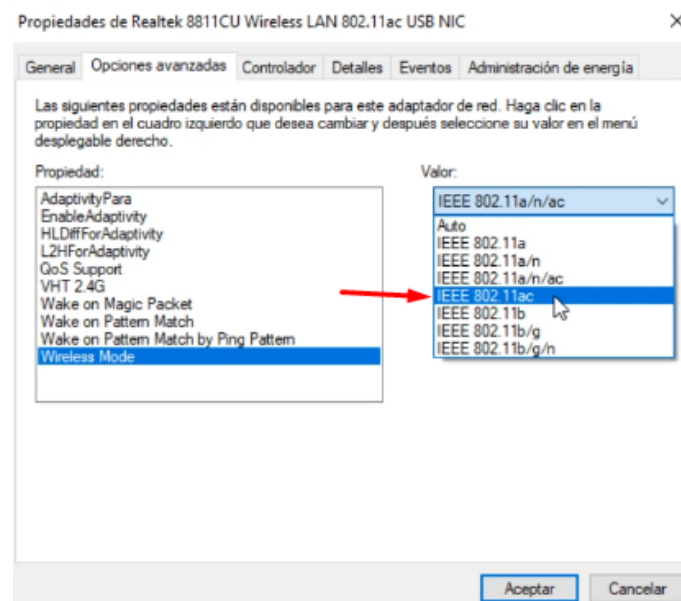 Propiedades de Realtek 8811CU Wireless LAN 802.11ac USB NIC
General Opciones avanzadas Controlador Detalles Eventos Administración de energía
Las siguientes propiedades están disponibles para este adaptador de red. Haga clic en la
propiedad en el cuadro izquierdo que desea cambiar y después seleccione su valor en el menú
desplegable derecho.
Propiedad:
AdaptivityPara
EnableAdaptivity
HLDiffForAdaptivity
L2HForAdaptivity
QoS Support
VHT 2.4G
Wake on Magic Packet
Wake on Pattern Match
Wake on Pattern Match by Ping Pattern
Wireless Mode
Valor:
IEEE 802.11a/n/ac
Auto
IEEE 802.11a
IEEE 802.11a/n
IEEE 802.11a/n/ac
IEEE 802.11ac
IEEE 802.11b
IEEE 802.11b/g
IEEE 802.11b/g/n
Aceptar Cancelar